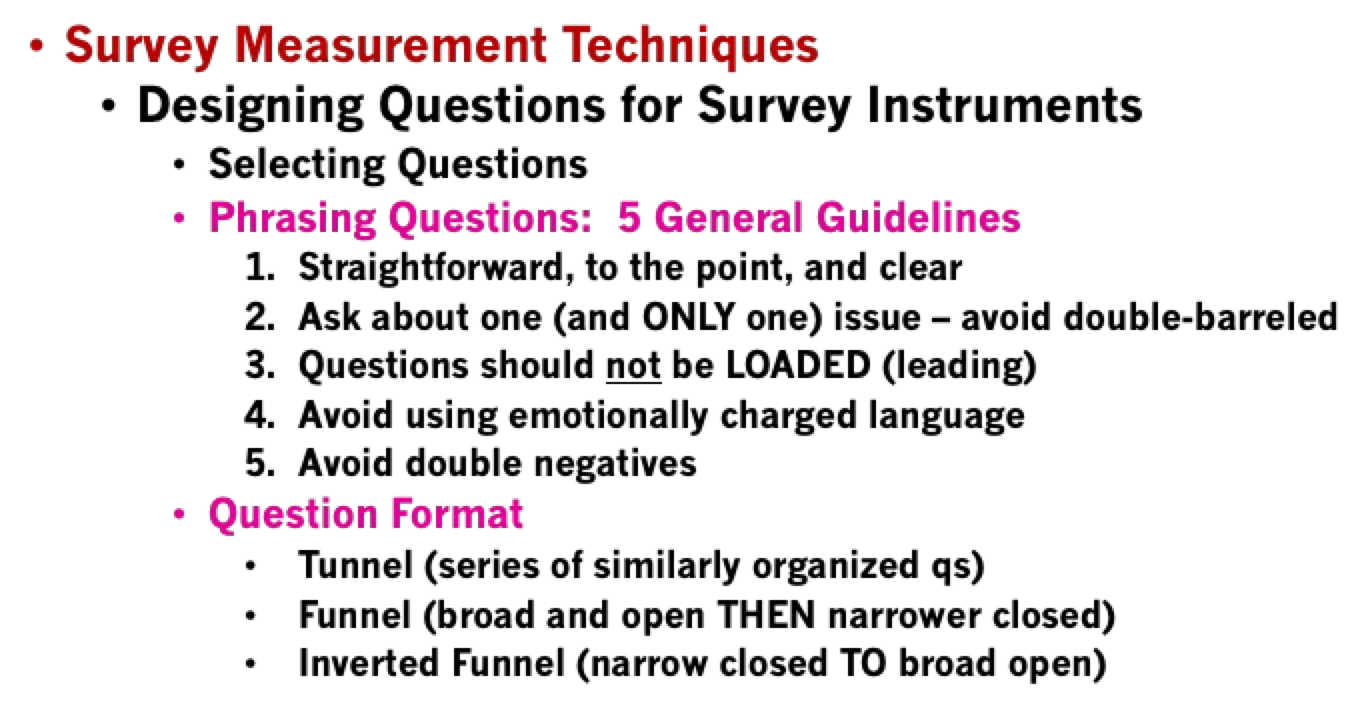 • Survey Measurement Techniques
• Designing Questions for Survey Instruments
• Selecting Questions
• Phrasing Questions:  5 General Guidelines
1. Straightforward, to the point, and clear
2. Ask about one (and ONLY one) issue – avoid double-barreled
3. Questions should not be LOADED (leading)
4. Avoid using emotionally charged language
5. Avoid double negatives
• Question Format
• Tunnel (series of similarly organized qs)
• Funnel (broad and open THEN narrower closed)
• Inverted Funnel (narrow closed TO broad open)